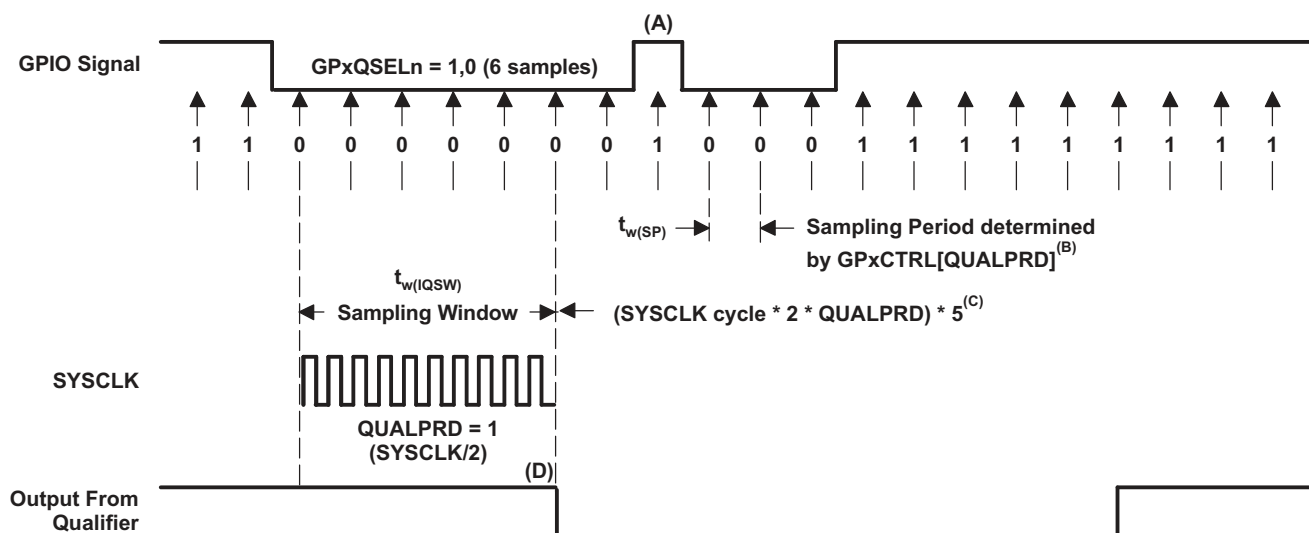 (A)
GPIO Signal
GPxQSELn = 1,0 (6 samples)
1 1 0 0 0 0 0 0 0 1 0 0 0 1 1 1 1 1 1 1 1 1
tw(SP)
Sampling Period determined
by GPxCTRL[QUALPRD](B)
tw(IQSW)
Sampling Window
(SYSCLK cycle * 2 * QUALPRD) * 5(C)
SYSCLK
QUALPRD = 1
(SYSCLK/2)
(D)
Output From
Qualifier